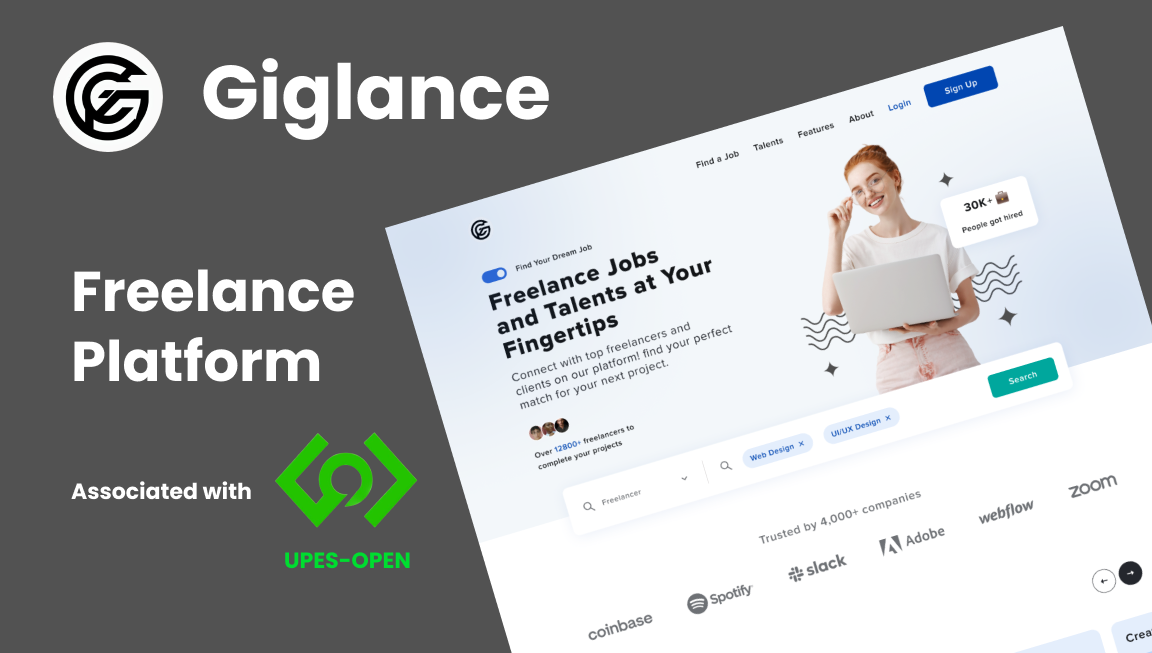 Giglance
Freelance
Platform
Associated with
UPES-OPEN
Find a Job
Talents
Features
About
Login
Sign Up
Find Your Dream Job
Freelance Jobs
and Talents at Your
Fingertips
Connect with top freelancers and
clients on our platform! find your perfect
match for your next project.
Over 12800+ freelancers to
complete your projects
30K+
People got hired
Freelancer
Web Design ×
UI/UX Design ×
Search
Trusted by 4,000+ companies
coinbase
Spotify
slack
Adobe
webflow
zoom